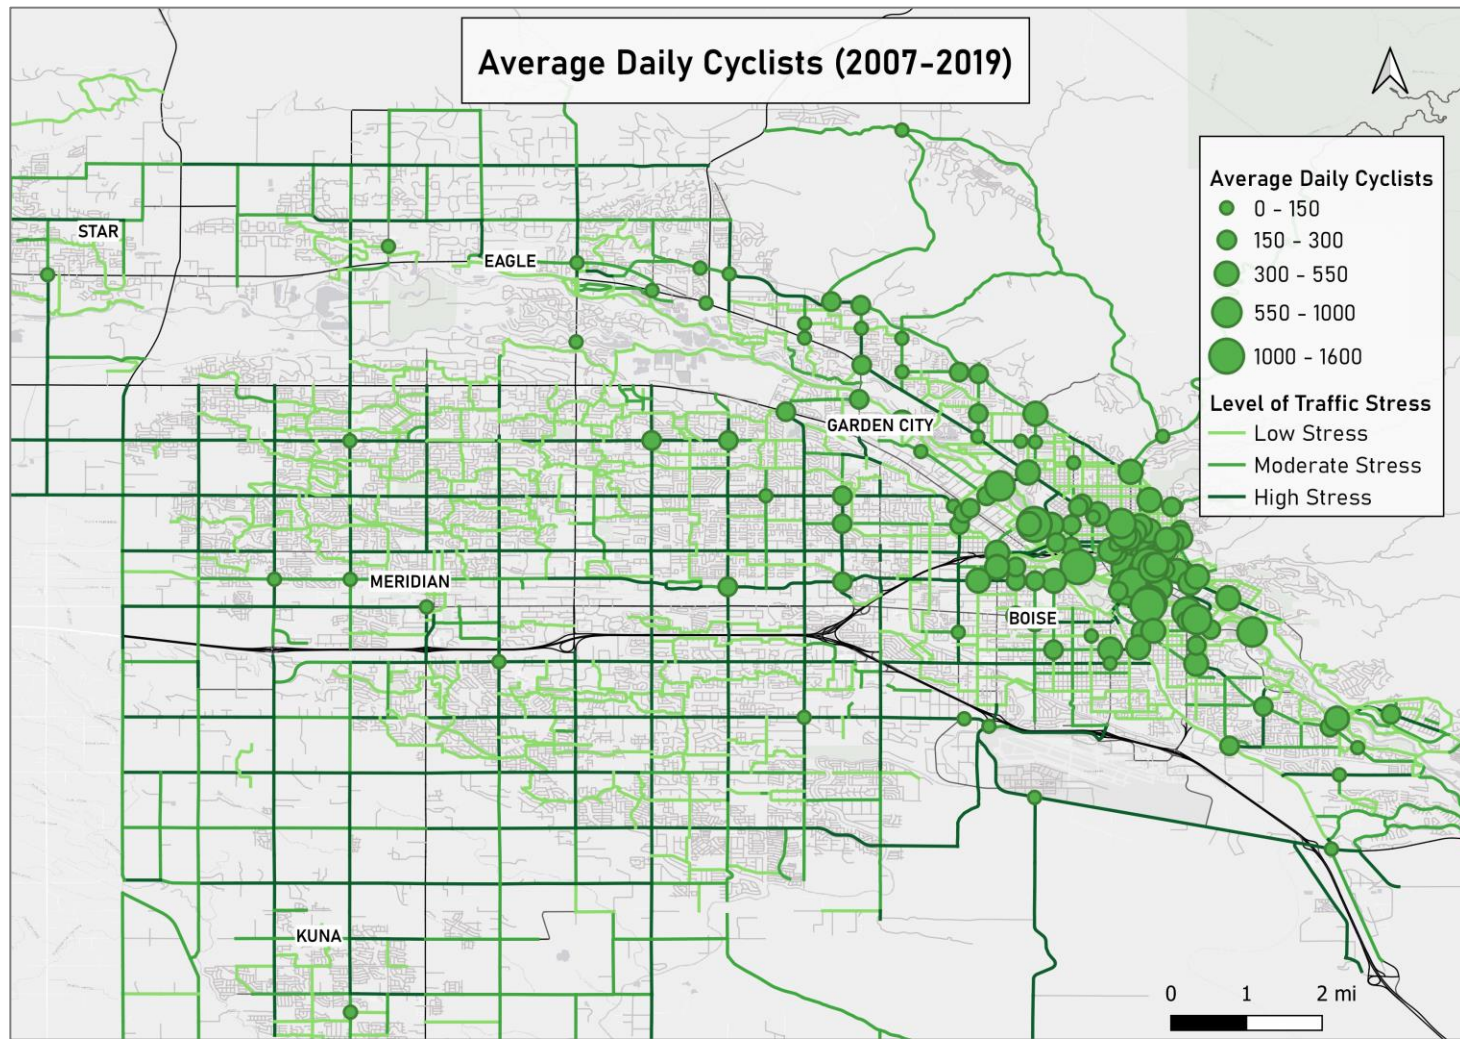 Average Daily Cyclists (2007-2019)
Average Daily Cyclists
0 - 150
150 - 300
300 - 550
550 - 1000
1000 - 1600
Level of Traffic Stress
Low Stress
Moderate Stress
High Stress
STAR
EAGLE
GARDEN CITY
MERIDIAN
BOISE
KUNA
0 1 2 mi